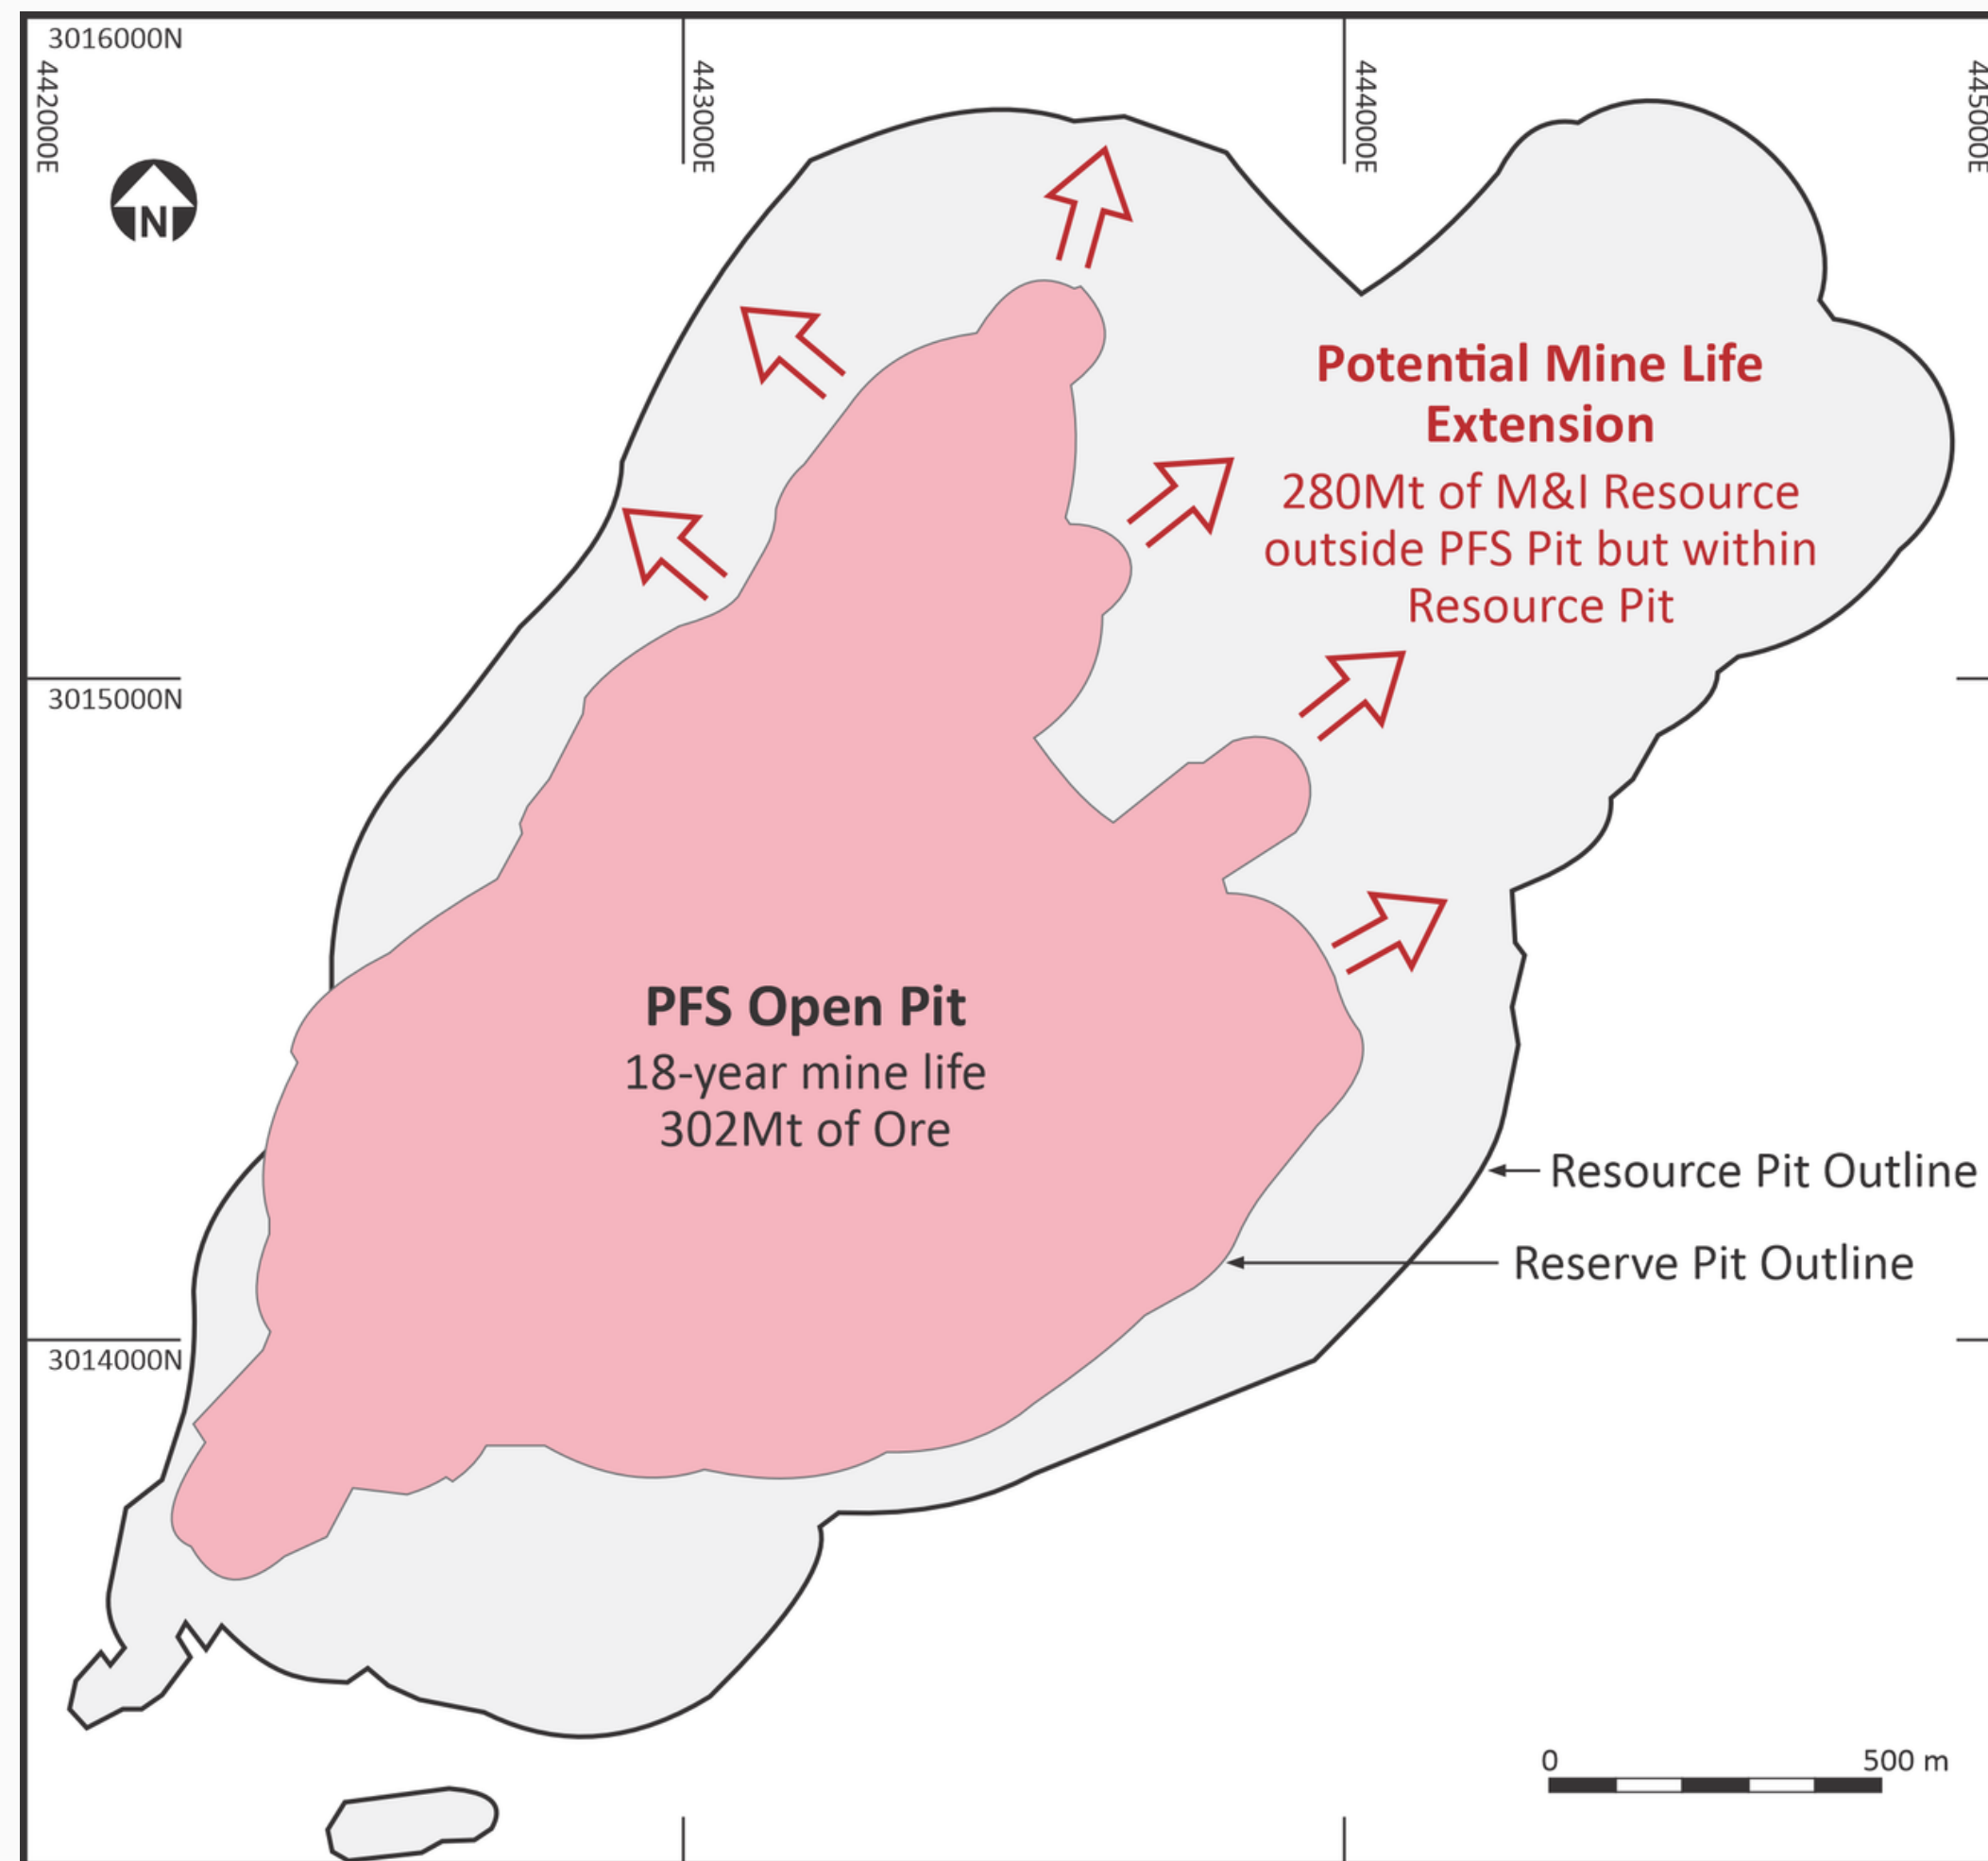 3016000N
442000E
443000E
444000E
445000E
N
Potential Mine Life
Extension
280Mt of M&I Resource
outside PFS Pit but within
Resource Pit
3015000N
PFS Open Pit
18-year mine life
302Mt of Ore
Resource Pit Outline
Reserve Pit Outline
3014000N
0
500 m